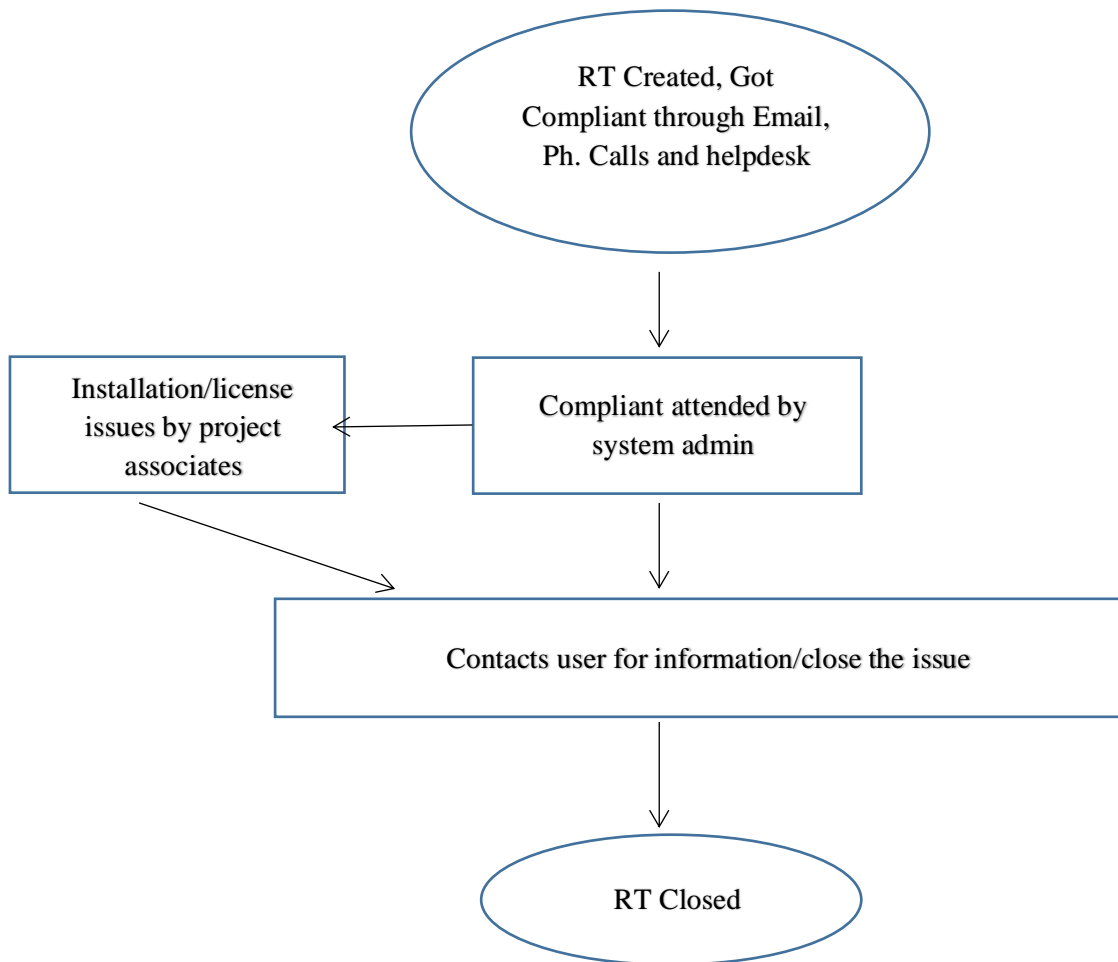 RT Created, Got
Compliant through Email,
Ph. Calls and helpdesk
Installation/license
issues by project
associates
Compliant attended by
system admin
Contacts user for information/close the issue
RT Closed